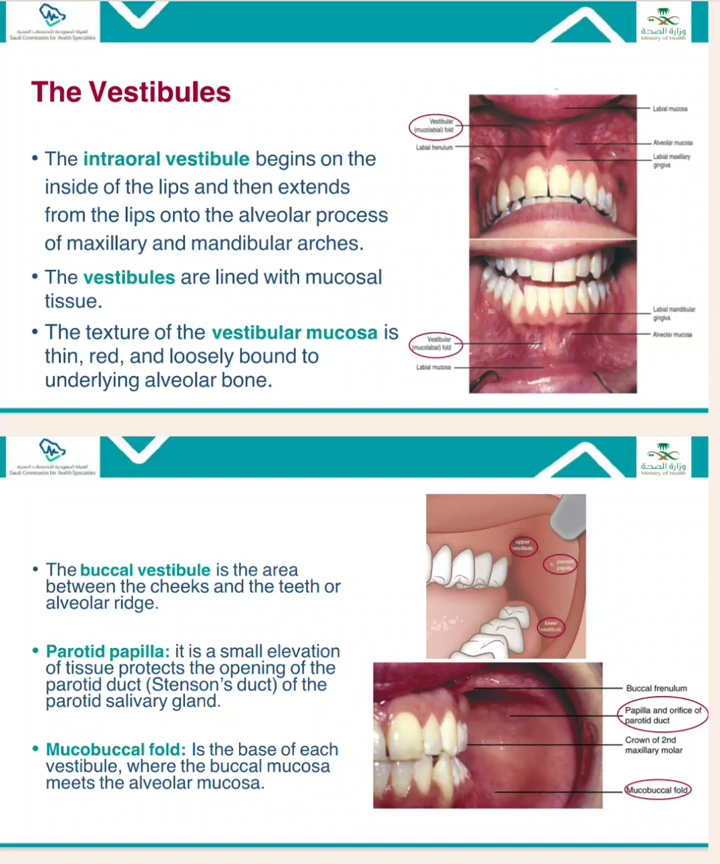 الهيئة السعودية للتخصصات الصحية
Saudi Commission for Health Specialties
وزارة الصحة
Ministry of Health
The Vestibules
• The intraoral vestibule begins on the
inside of the lips and then extends
from the lips onto the alveolar process
of maxillary and mandibular arches.
• The vestibules are lined with mucosal
tissue.
• The texture of the vestibular mucosa is
thin, red, and loosely bound to
underlying alveolar bone.
Vestibular
(mucolabial) fold
Labial frenulum
Labial mucosa
Alveolar mucosa
Labial maxillary
gingiva
Labial mandibular
gingiva
Alveolar mucosa
Vestibular
(mucolabial) fold
Labial mucosa
الهيئة السعودية للتخصصات الصحية
Saudi Commission for Health Specialties
وزارة الصحة
Ministry of Health
• The buccal vestibule is the area
between the cheeks and the teeth or
alveolar ridge.
• Parotid papilla: it is a small elevation
of tissue protects the opening of the
parotid duct (Stenson's duct) of the
parotid salivary gland.
• Mucobuccal fold: Is the base of each
vestibule, where the buccal mucosa
meets the alveolar mucosa.
upper
vestibule
parotid
papilla
lower
vestibule
Buccal frenulum
Papilla and orifice of
parotid duct
Crown of 2nd
maxillary molar
Mucobuccal fold